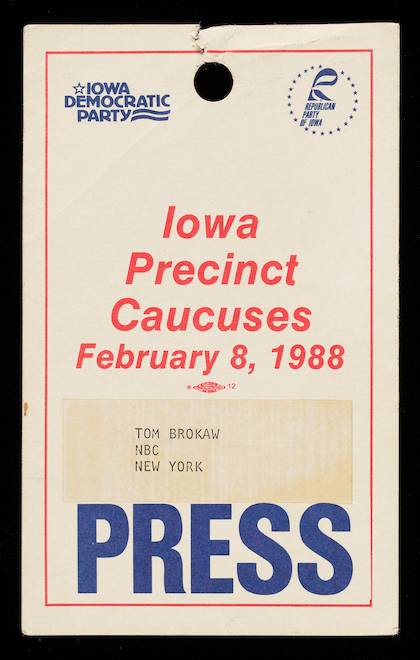 IOWA
DEMOCRATIC
PARTY
REPUBLICAN
PARTY
OF IOWA
Iowa
Precinct
Caucuses
February 8, 1988
12
TOM BROKAW
NBC
NEW YORK
PRESS